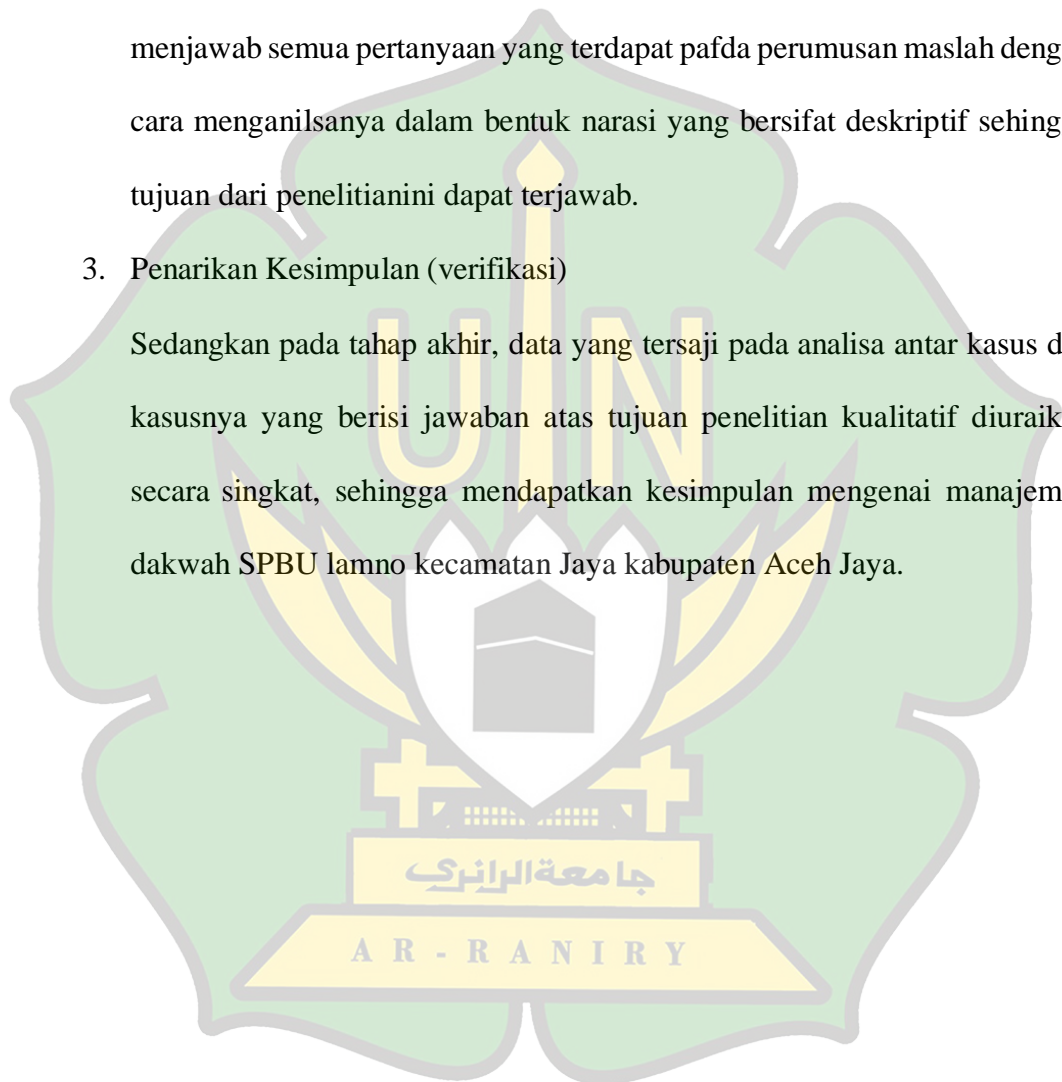 menjawab semua pertanyaan yang terdapat pafda perumusan maslah deng
cara menganilsanya dalam bentuk narasi yang bersifat deskriptif sehing
tujuan dari penelitianini dapat terjawab.
3. Penarikan Kesimpulan (verifikasi)
Sedangkan pada tahap akhir, data yang tersaji pada analisa antar kasus d
kasusnya yang berisi jawaban atas tujuan penelitian kualitatif diuraik
secara singkat, sehingga mendapatkan kesimpulan mengenai manajem
dakwah SPBU lamno kecamatan Jaya kabupaten Aceh Jaya.
UIN
جامعةالرانري
AR-RANIRY